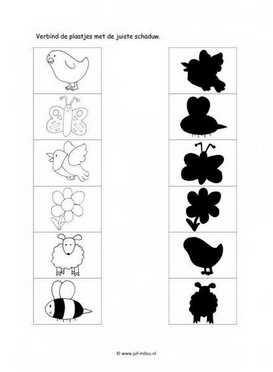 Verbind de plaatjes met de juiste schaduw.
© www.juf-milou.nl